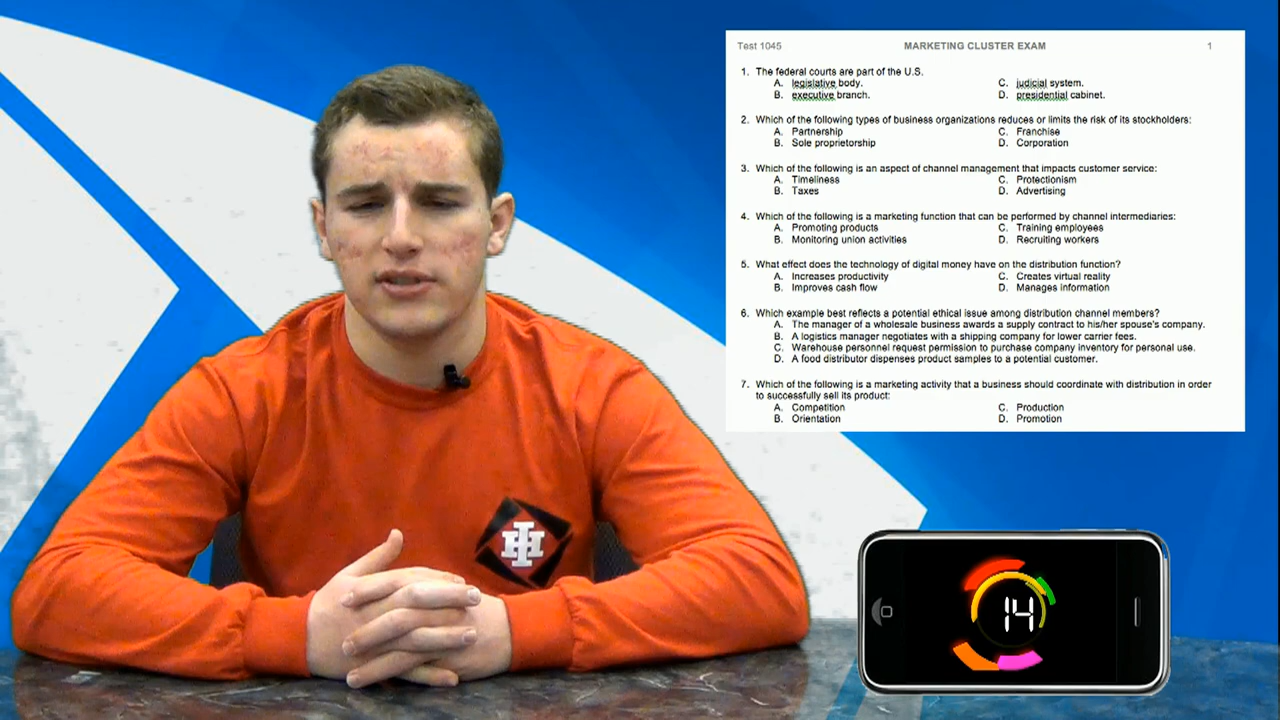 Test 1045 MARKETING CLUSTER EXAM 1
1. The federal courts are part of the U.S.
A. legislative body. C. judicial system.
B. executive branch. D. presidential cabinet.
2. Which of the following types of business organizations reduces or limits the risk of its stockholders:
A. Partnership C. Franchise
B. Sole proprietorship D. Corporation
3. Which of the following is an aspect of channel management that impacts customer service:
A. Timeliness C. Protectionism
B. Taxes D. Advertising
4. Which of the following is a marketing function that can be performed by channel intermediaries:
A. Promoting products C. Training employees
B. Monitoring union activities D. Recruiting workers
5. What effect does the technology of digital money have on the distribution function?
A. Increases productivity C. Creates virtual reality
B. Improves cash flow D. Manages information
6. Which example best reflects a potential ethical issue among distribution channel members?
A. The manager of a wholesale business awards a supply contract to his/her spouse's company.
B. A logistics manager negotiates with a shipping company for lower carrier fees.
C. Warehouse personnel request permission to purchase company inventory for personal use.
D. A food distributor dispenses product samples to a potential customer.
7. Which of the following is a marketing activity that a business should coordinate with distribution in order
to successfully sell its product:
A. Competition C. Production
B. Orientation D. Promotion
14